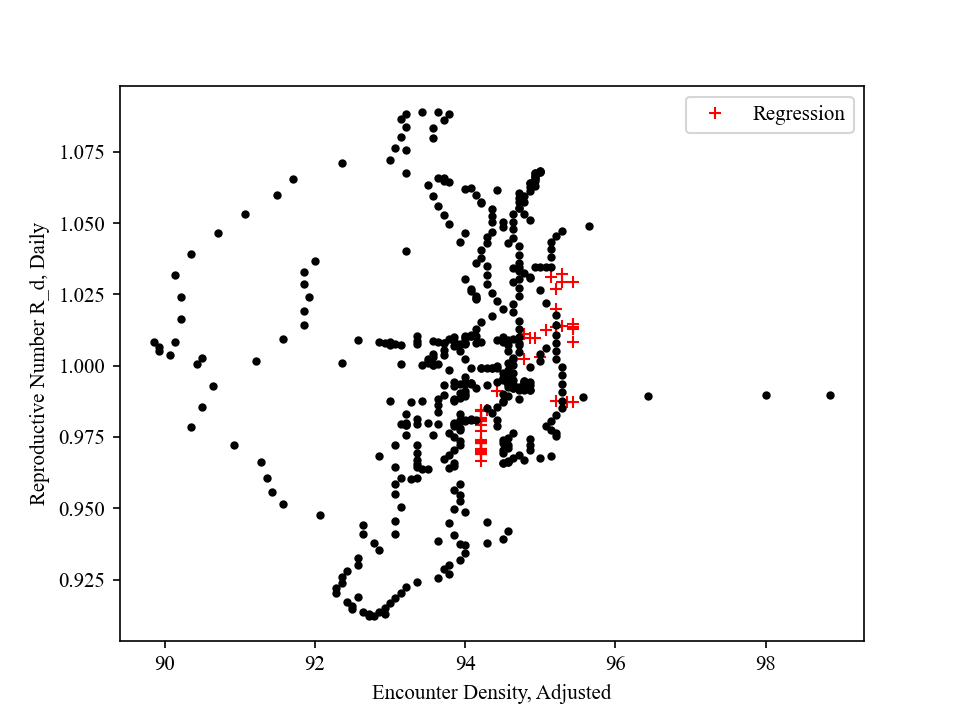 Regression
1.075
1.050
1.025
1.000
0.975
0.950
0.925
Reproductive Number R_d, Daily
90 92 94 96 98
Encounter Density, Adjusted